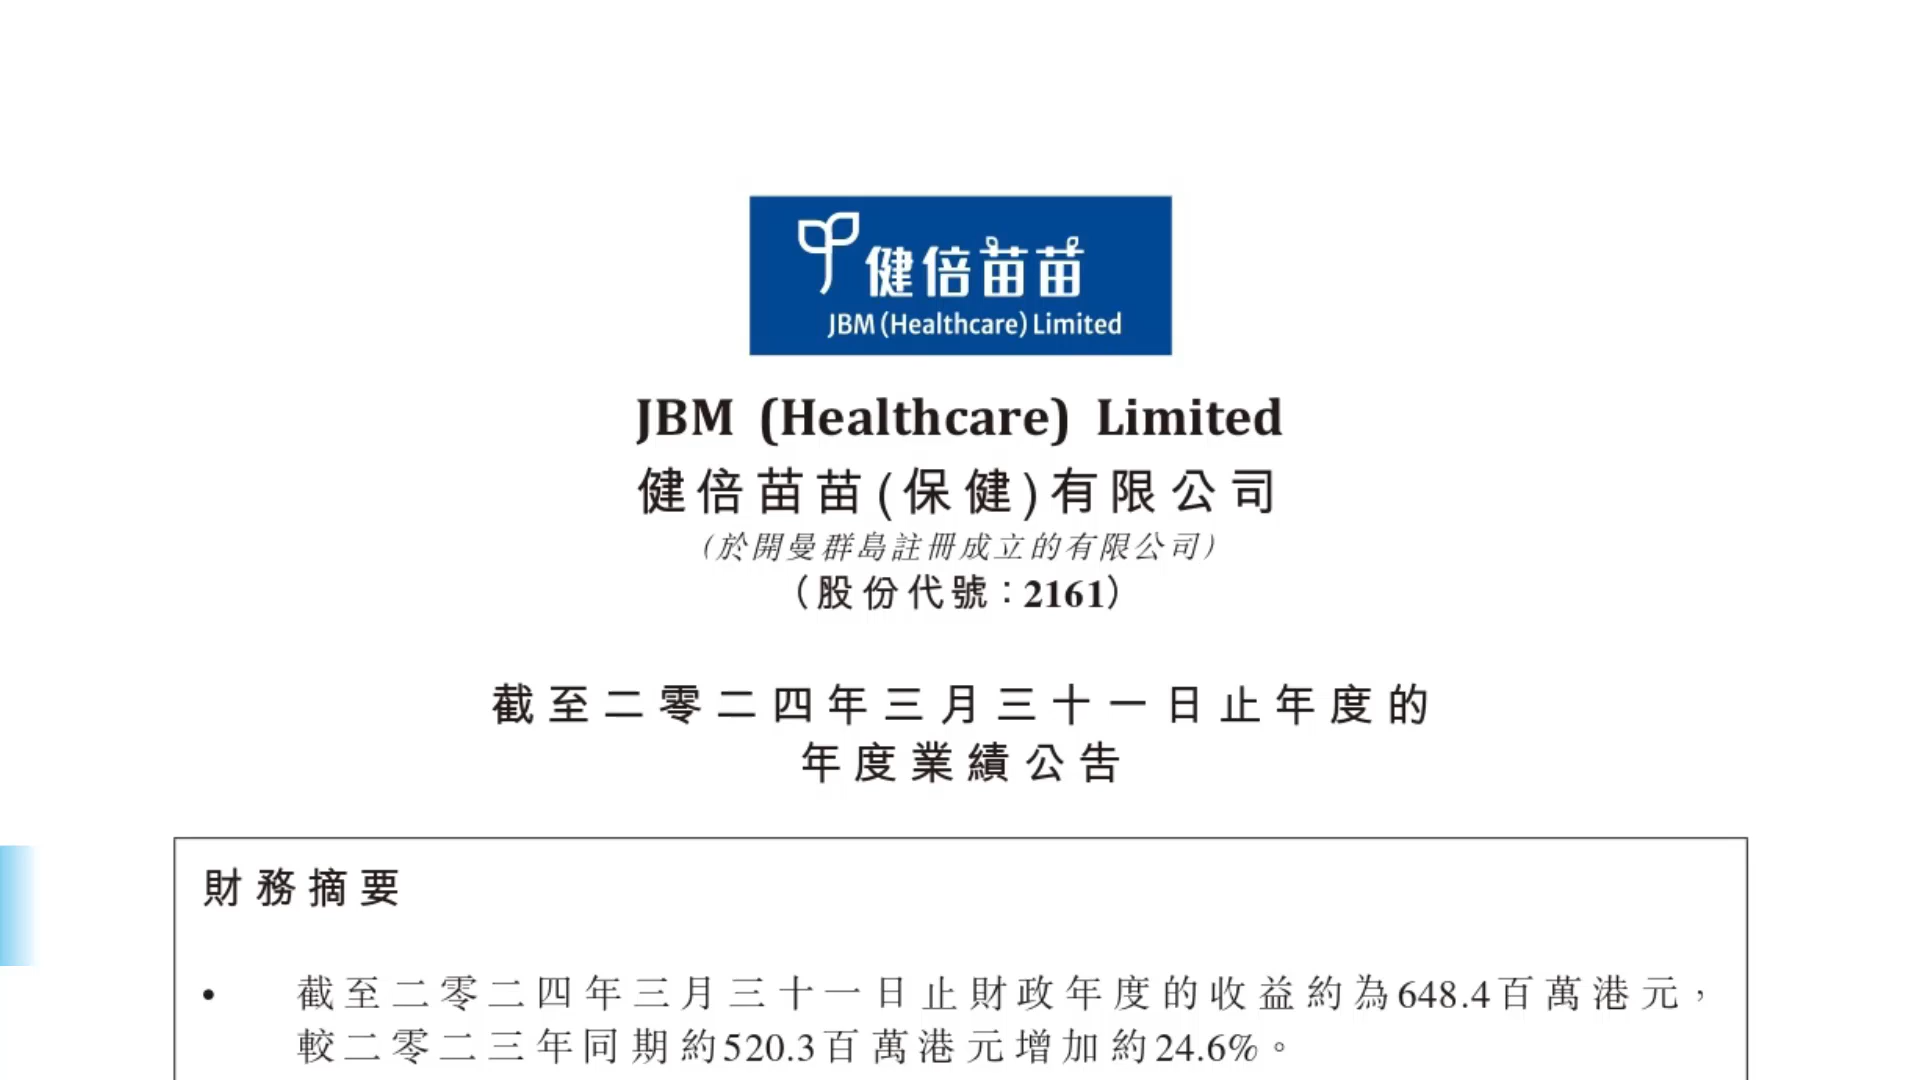 健倍苗苗
JBM (Healthcare) Limited
JBM (Healthcare) Limited
健倍苗苗(保健)有限公司
(於開曼群島註冊成立的有限公司)
(股份代號：2161)
截至二零二四年三月三十一日止年度的
年度業績公告
財務摘要
• 截至二零二四年三月三十一日止財政年度的收益約為648.4百萬港元，
較二零二三年同期約520.3百萬港元增加約24.6%。